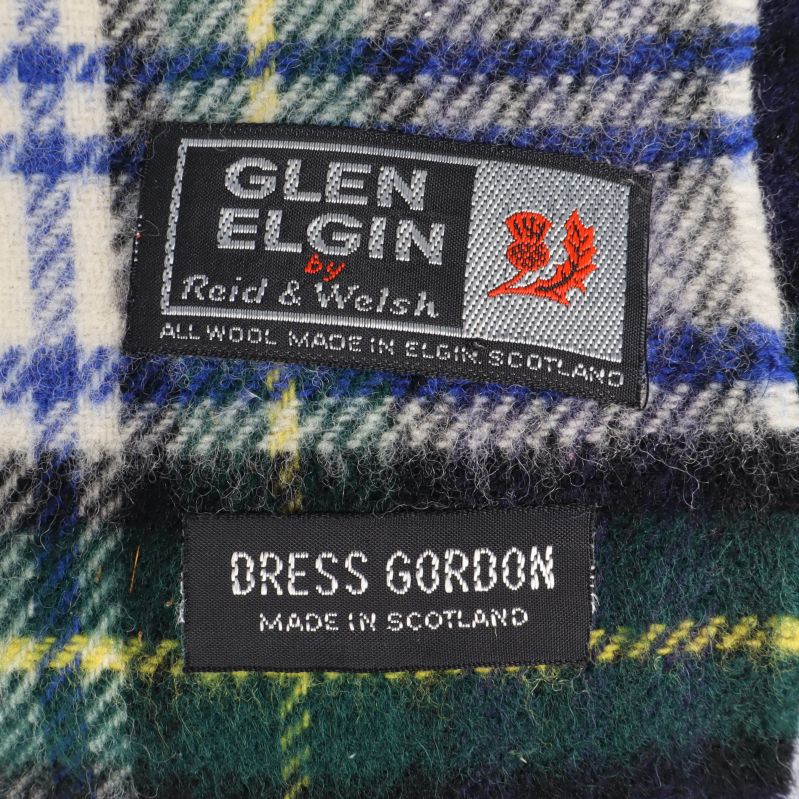 GLEN
ELGIN
by
Reid & Welsh
ALL WOOL MADE IN ELGIN, SCOTLAND
DRESS GORDON
MADE IN SCOTLAND